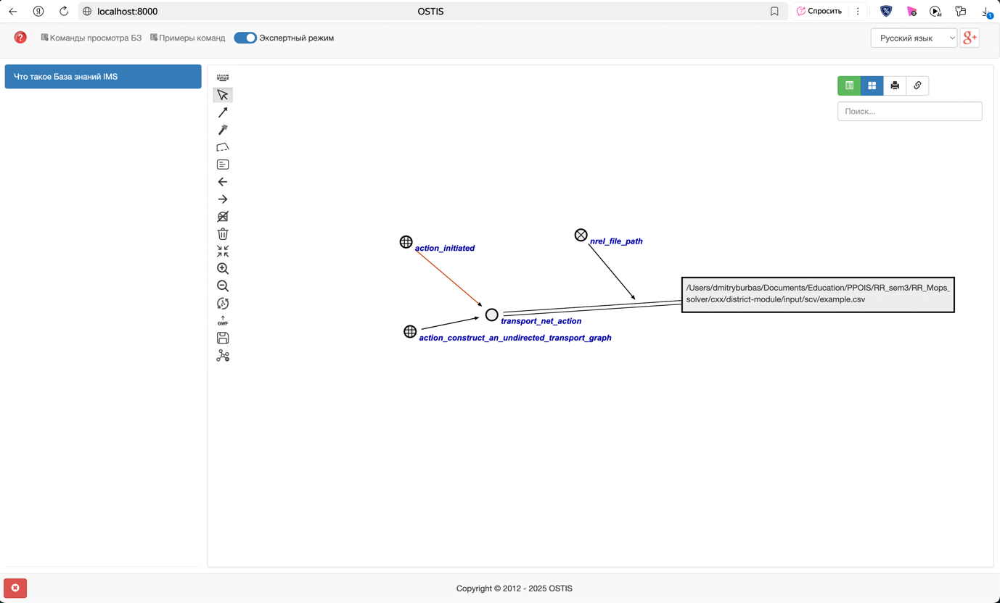 localhost:8000
OSTIS
Спросить
1
?
Команды просмотра БЗ
Примеры команд
Экспертный режим
Русский язык
g+
Что такое База знаний IMS
Поиск...
GWF
action_initiated
nrel_file_path
/Users/dmitryburbas/Documents/Education/PPOIS/RR_sem3/RR_Mops_
solver/cxx/district-module/input/scv/example.csv
transport_net_action
action_construct_an_undirected_transport_graph
Copyright © 2012 - 2025 OSTIS